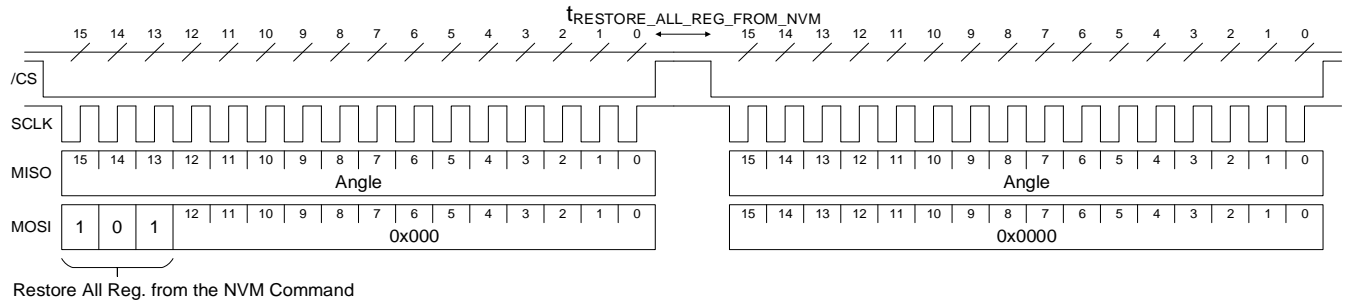 tRESTORE_ALL_REG_FROM_NVM
15 14 13 12 11 10 9 8 7 6 5 4 3 2 1 0 15 14 13 12 11 10 9 8 7 6 5 4 3 2 1 0
/CS
SCLK
MISO 15 14 13 12 11 10 9 8 7 6 5 4 3 2 1 0 15 14 13 12 11 10 9 8 7 6 5 4 3 2 1 0
Angle Angle
MOSI 1 0 1 12 11 10 9 8 7 6 5 4 3 2 1 0 15 14 13 12 11 10 9 8 7 6 5 4 3 2 1 0
0x000 0x0000
Restore All Reg. from the NVM Command